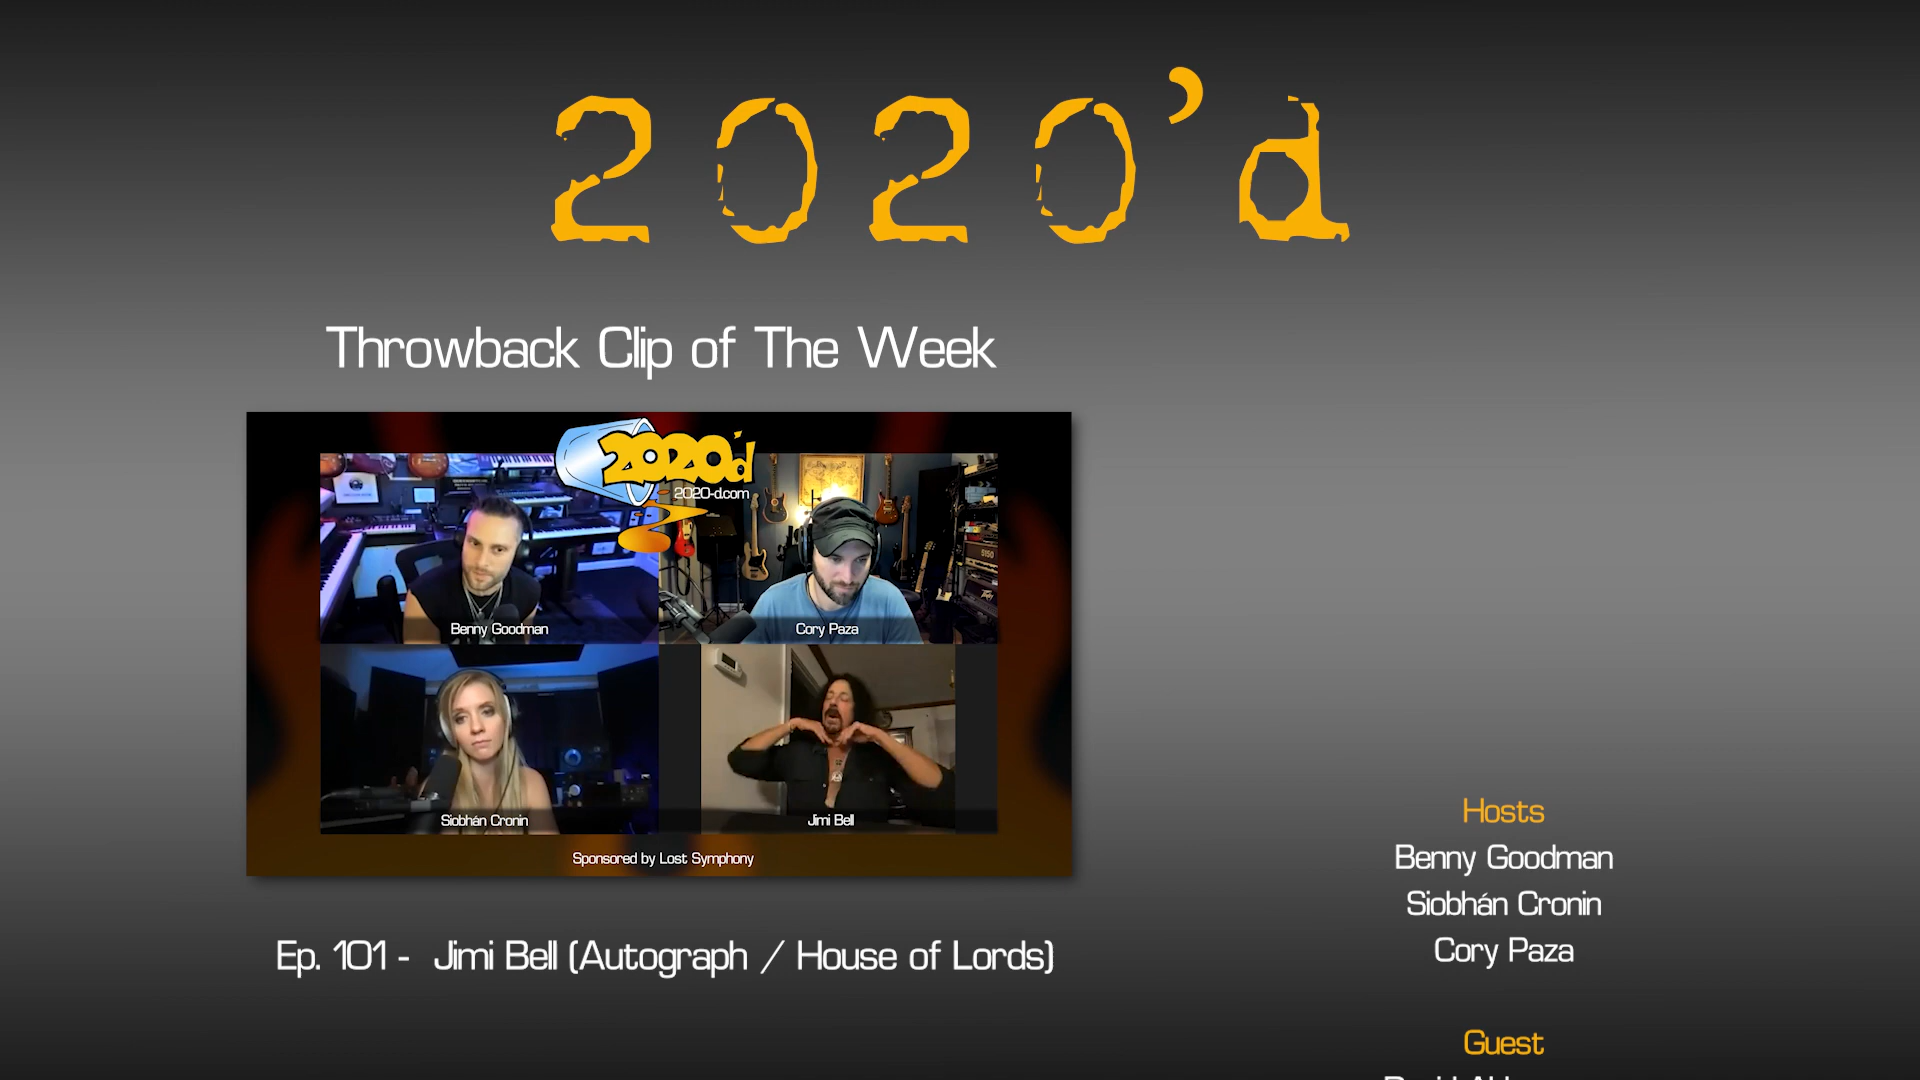 2020'd
Throwback Clip of The Week
2020'd
2020-d.com
Benny Goodman
Cory Paza
5150
Siobhán Cronin
Jimi Bell
Sponsored by Lost Symphony
Ep. 101 - Jimi Bell (Autograph / House of Lords)
Hosts
Benny Goodman
Siobhán Cronin
Cory Paza
Guest